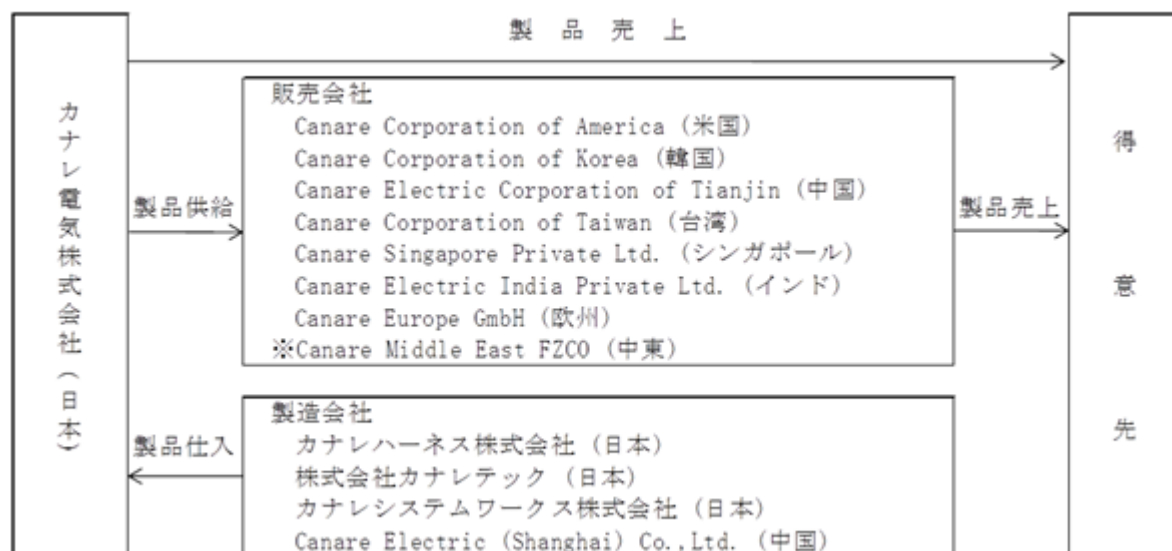 製品売上
カナレ電気株式会社(日本)
製品供給
販売会社
Canare Corporation of America (米国)
Canare Corporation of Korea (韓国)
Canare Electric Corporation of Tianjin (中国)
Canare Corporation of Taiwan (台湾)
Canare Singapore Private Ltd. (シンガポール)
Canare Electric India Private Ltd. (インド)
Canare Europe GmbH (欧州)
※Canare Middle East FZCO (中東)
製品売上
得意先
製品仕入
製造会社
カナレハーネス株式会社 (日本)
株式会社カナレテック (日本)
カナレシステムワークス株式会社 (日本)
Canare Electric (Shanghai) Co.,Ltd. (中国)